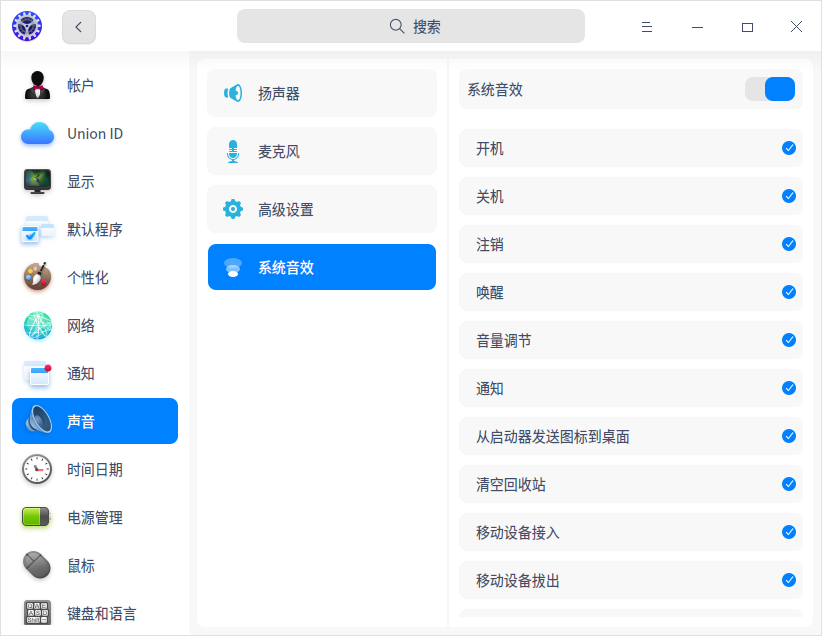 搜索
帐户
Union ID
显示
默认程序
个性化
网络
通知
声音
时间日期
电源管理
鼠标
键盘和语言
扬声器
麦克风
高级设置
系统音效
系统音效
开机
关机
注销
唤醒
音量调节
通知
从启动器发送图标到桌面
清空回收站
移动设备接入
移动设备拔出